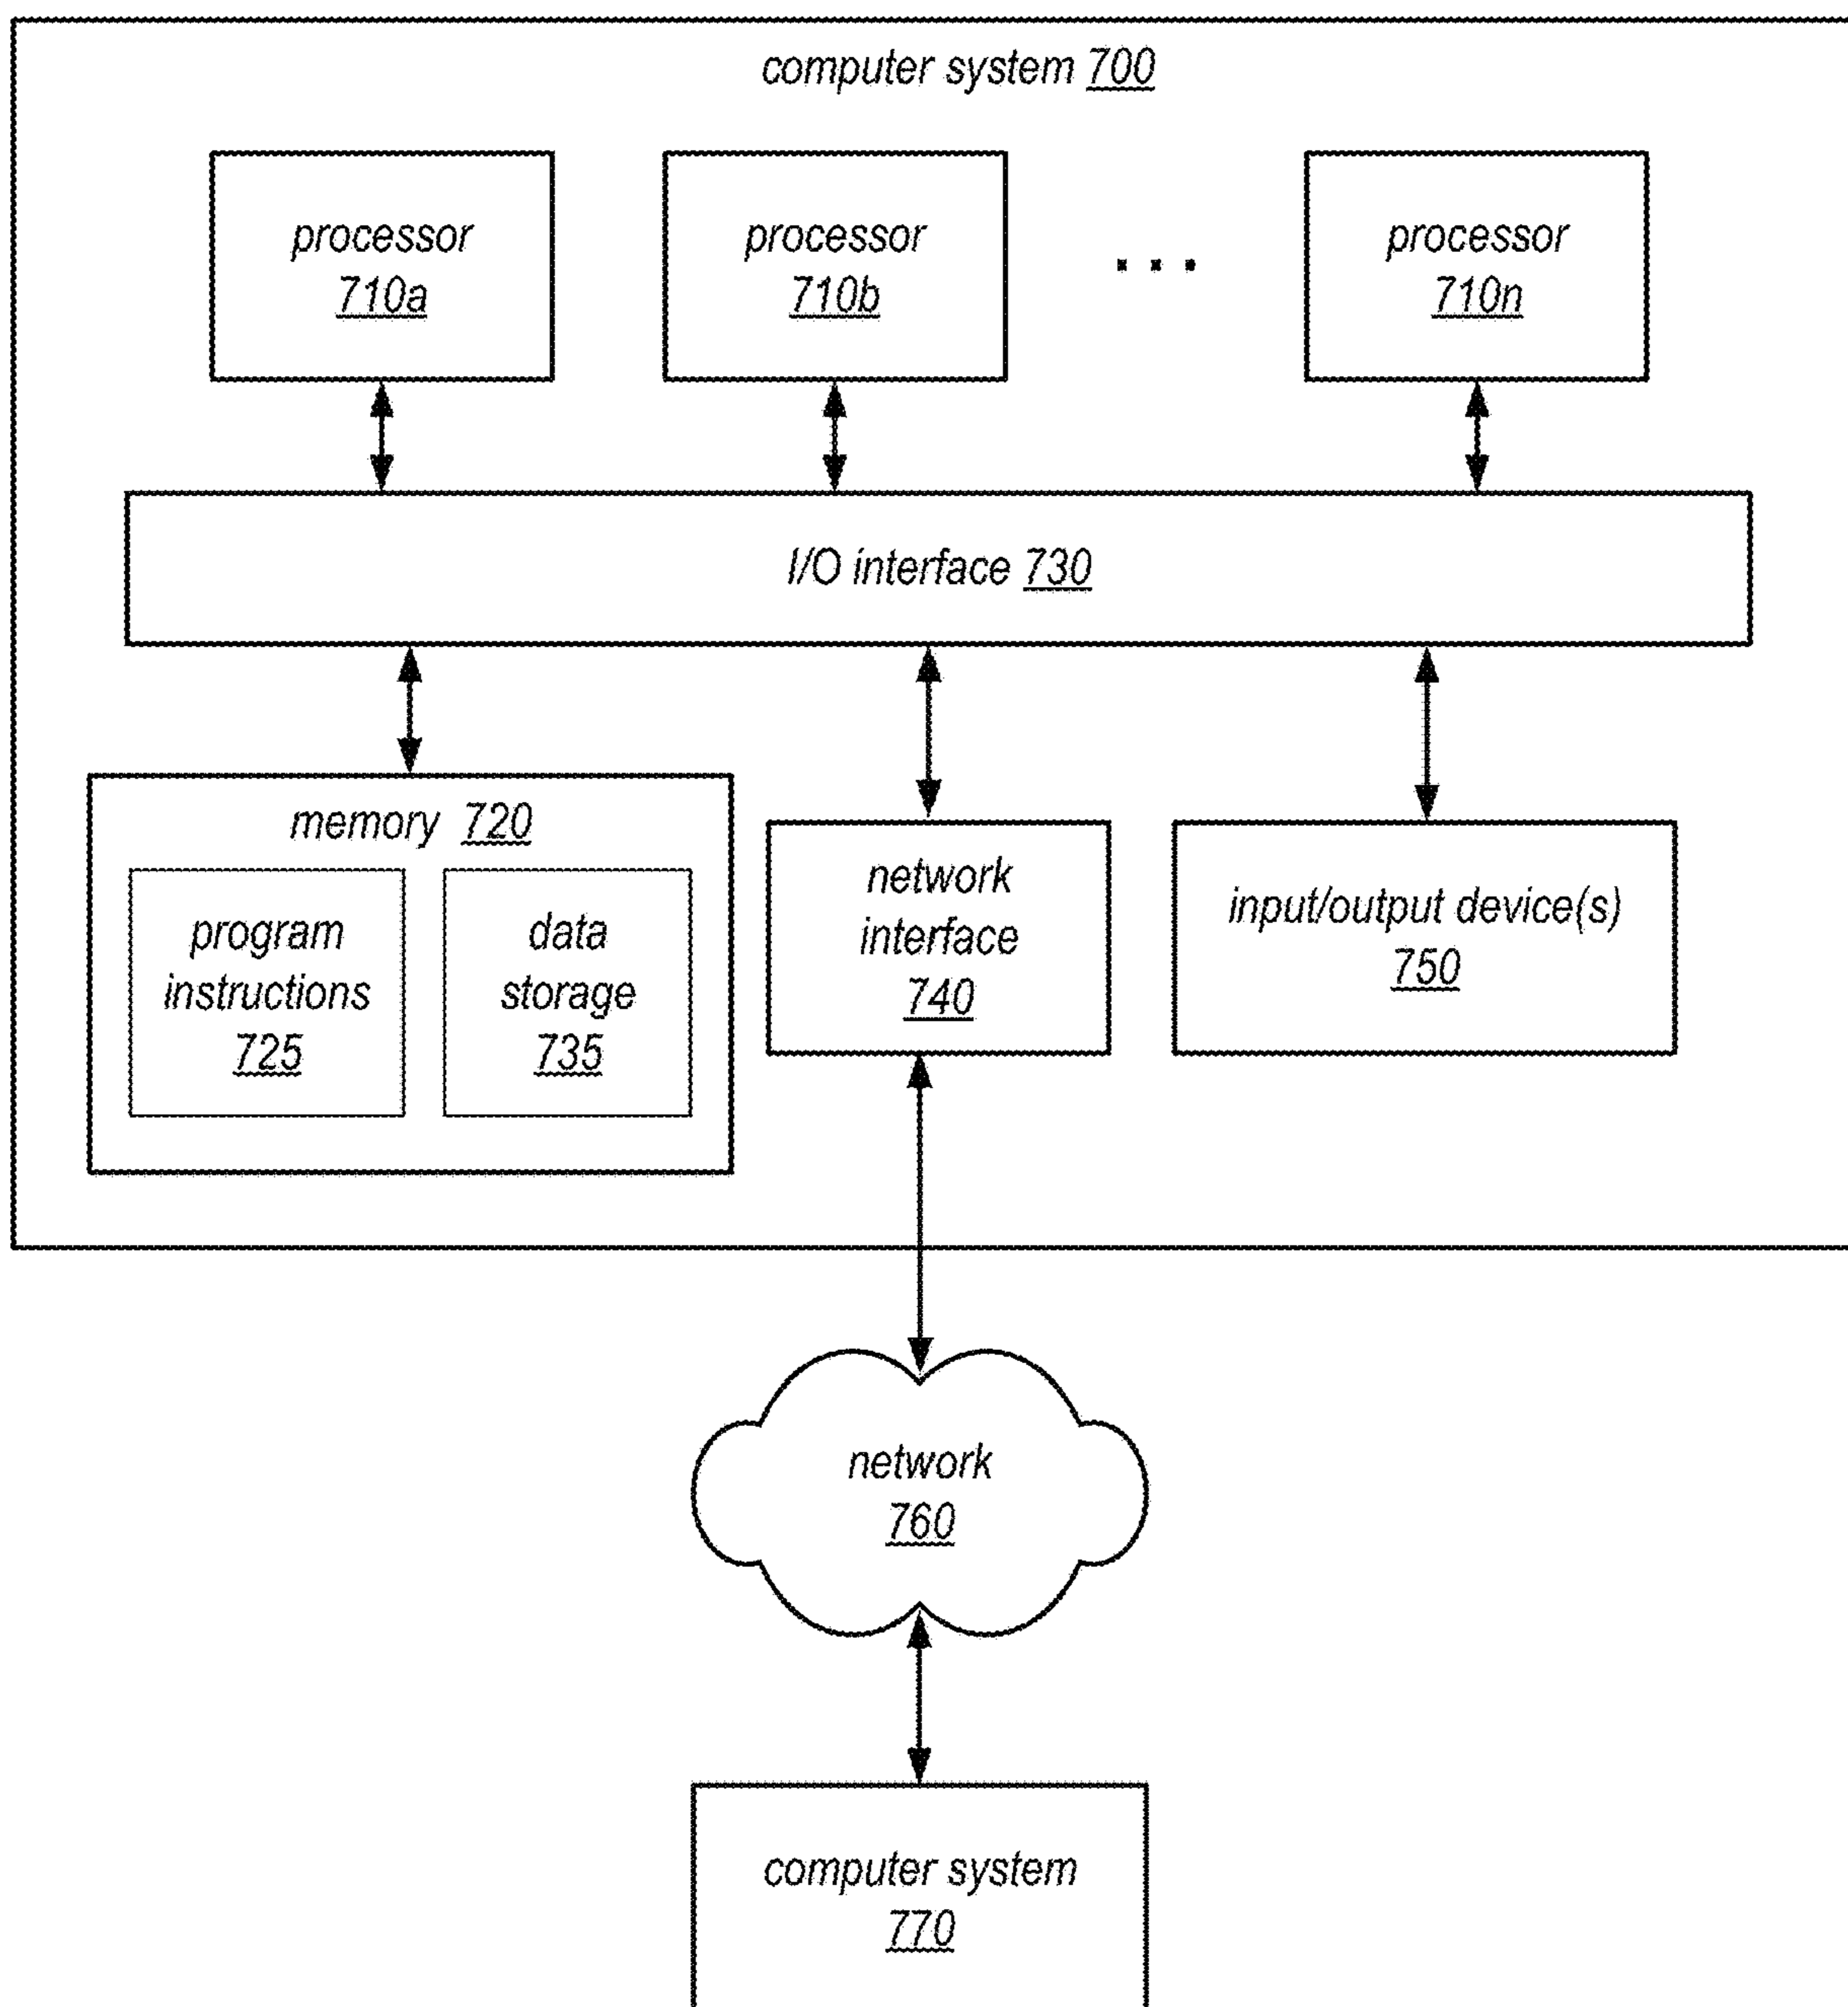 computer system 700
processor
710a
processor
710b
. . .
processor
710n
I/O interface 730
memory 720
program
instructions
725
data
storage
735
network
interface
740
input/output device(s)
750
network
760
computer system
770